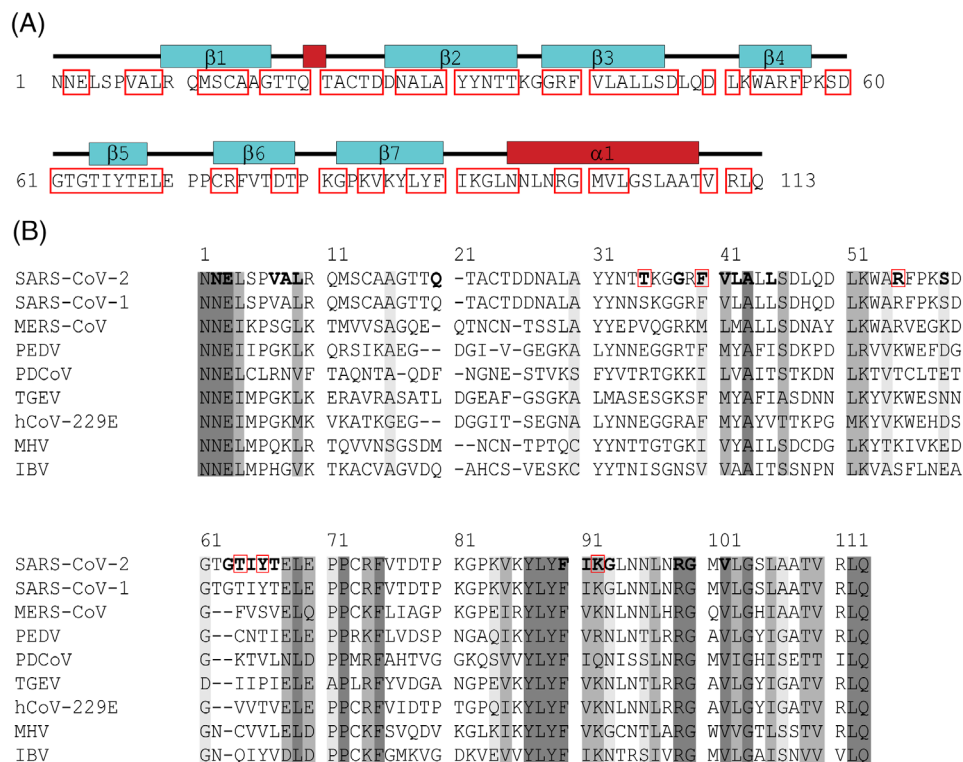 (A)
β1 β2 β3 β4
1 NNELSPVALR QMSCAAGTTQ TACTDDNALA YYNTTKGGRF VLALLSDLQD LKWARFPKSD 60
β5 β6 β7 α1
61 GTGTIYTELE PPCRFVTDTP KGPKVKYLYF IKGLNNLNRG MVLGSLAATV RLQ 113
(B)
1 11 21 31 41 51
SARS-CoV-2 NNELSPVALR QMSCAAGTTQ -TACTDDNALA YYNTTKGGRF VLALLSDLQD LKWARFPKSD
SARS-CoV-1 NNELSPVALR QMSCAAGTTQ -TACTDDNALA YYNNSKGGRF VLALLSDHQD LKWARFPKSD
MERS-CoV NNEIKPSGLK TMVVSAGQE- QTNCN-TSSLA YYEPVQGRKM LMALLSDNAY LKWARVEGKD
PEDV NNEIIPGKLK QRSIKAEG-- DGI-V-GEGKA LYNNEGGRTF MYAFISDKPD LRVVKWEFDG
PDCoV NNELCLRNVF TAQNTA-QDF NGNE-STVKS FYVTRTGKKI LVAITSTKDN LKTVTCLTET
TGEV NNEIMPGKLK ERAVRASATL DGEAF-GSGKA LMASESGKSF MYAFIASDNN LKYVKWESNN
hCoV-229E NNEIMPGKMK VKATKGEG-- DGGIT-SEGNA LYNNEGGRAF MYAYVTTKPG MKYVKWEHDS
MHV NNELMPQKLR TQVVNSGSDM --NCN-TPTQC YYNTTGTGKI VYAILSDCDG LKYTKIVKED
IBV NNELMPHGVK TKACVAGVDQ -AHCS-VESKC YYTNISGNSV VAAITSSNPN LKVASFLNEA
61 71 81 91 101 111
SARS-CoV-2 GTGTIYTELE PPCRFVTDTP KGPKVKYLYF IKGLNNLNRG MVLGSLAATV RLQ
SARS-CoV-1 GTGTIYTELE PPCRFVTDTP KGPKVKYLYF IKGLNNLNRG MVLGSLAATV RLQ
MERS-CoV G--FVSVELQ PPCKFLIAGP KGPEIRYLYF VKNLNNLHRG QVLGHIAATV RLQ
PEDV G--CNTIELE PPRKFLVDSP NGAQIKYLYF VRNLNTLRRG AVLGYIGATV RLQ
PDCoV G--KTVLNLD PPMRFAHTVG GKQSVVYLYF IQNISSLNRG MVIGHISETT ILQ
TGEV D-IIPIELE APLRFYVDGA NGPEVKYLYF VKNLNTLRRG AVLGYIGATV RLQ
hCoV-229E G--VVTVELE PPCRFVIDTP TGPQIKYLYF VKNLNNLRRG AVLGYIGATV RLQ
MHV GN-CVVLELD PPCKFSVQDV KGLKIKYLYF VKGCNTLARG WVVGTLSSTV RLQ
IBV GN-QIYVDLD PPCKFGMKVG DKVEVVYLYF IKNTRSIVRG MVLGAISNVV VLQ